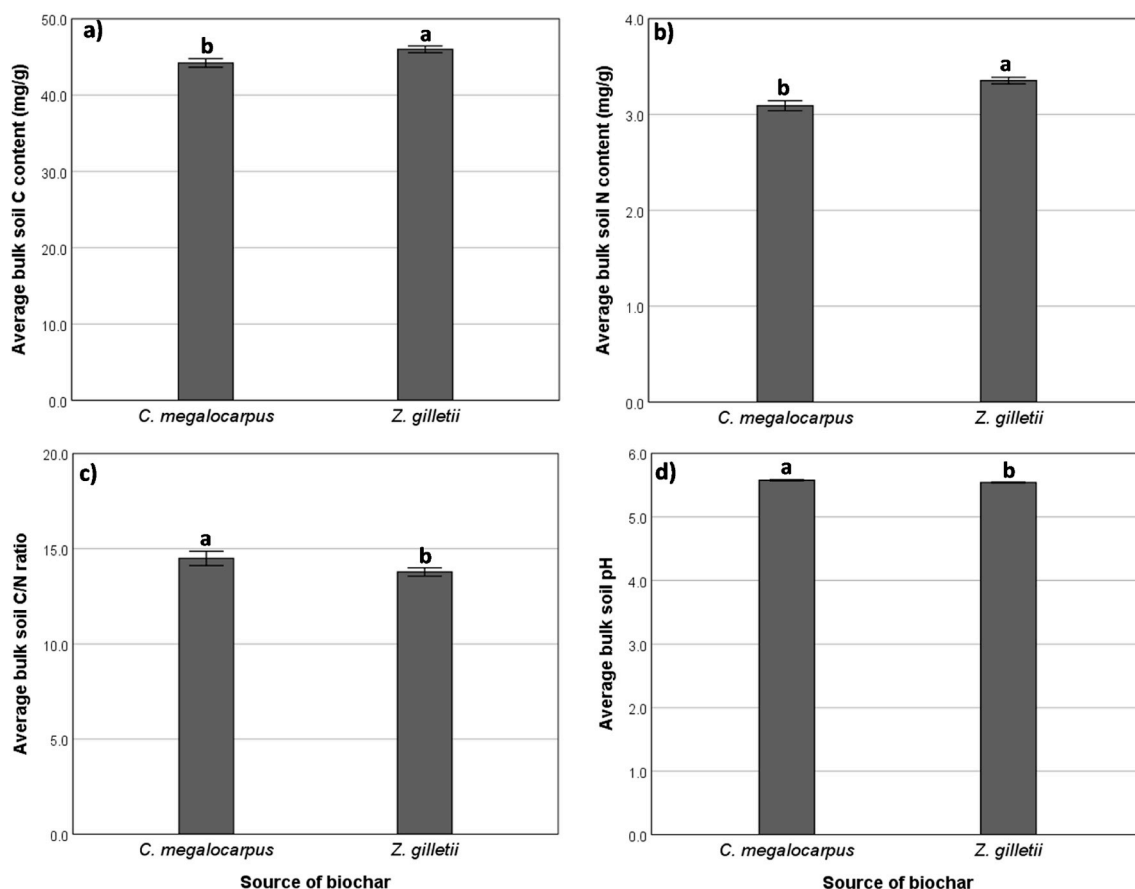 a)
Average bulk soil C content (mg/g)
50.0
40.0
30.0
20.0
10.0
0.0
b
a
C. megalocarpus
Z. gilletii
b)
Average bulk soil N content (mg/g)
4.0
3.0
2.0
1.0
0.0
b
a
C. megalocarpus
Z. gilletii
c)
Average bulk soil C/N ratio
20.0
15.0
10.0
5.0
0.0
a
b
C. megalocarpus
Z. gilletii
Source of biochar
d)
Average bulk soil pH
6.0
5.0
4.0
3.0
2.0
1.0
0.0
a
b
C. megalocarpus
Z. gilletii
Source of biochar